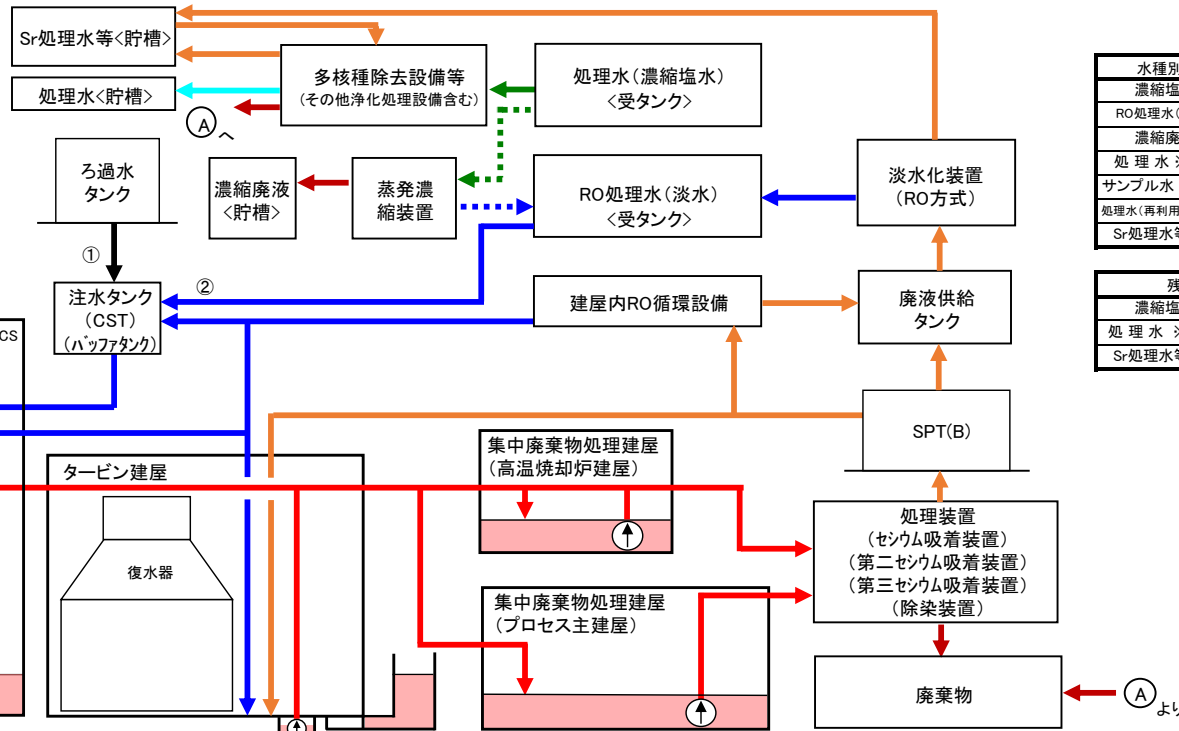 Sr処理水等<貯槽>
処理水<貯槽>
多核種除去設備等
(その他浄化処理設備含む)
Aへ
処理水(濃縮塩水)
<受タンク>
ろ過水
タンク
濃縮廃液
<貯槽>
蒸発濃
縮装置
RO処理水(淡水)
<受タンク>
淡水化装置
(RO方式)
①
②
注水タンク
(CST)
(バッファタンク)
建屋内RO循環設備
廃液供給
タンク
CS
SPT(B)
タービン建屋
復水器
集中廃棄物処理建屋
(高温焼却炉建屋)
集中廃棄物処理建屋
(プロセス主建屋)
処理装置
(セシウム吸着装置)
(第二セシウム吸着装置)
(第三セシウム吸着装置)
(除染装置)
廃棄物
Aより
水種別
濃縮塩
RO処理水(
濃縮廃
処理水
サンプル水
処理水(再利用
Sr処理水等
残
濃縮塩
処理水
Sr処理水等